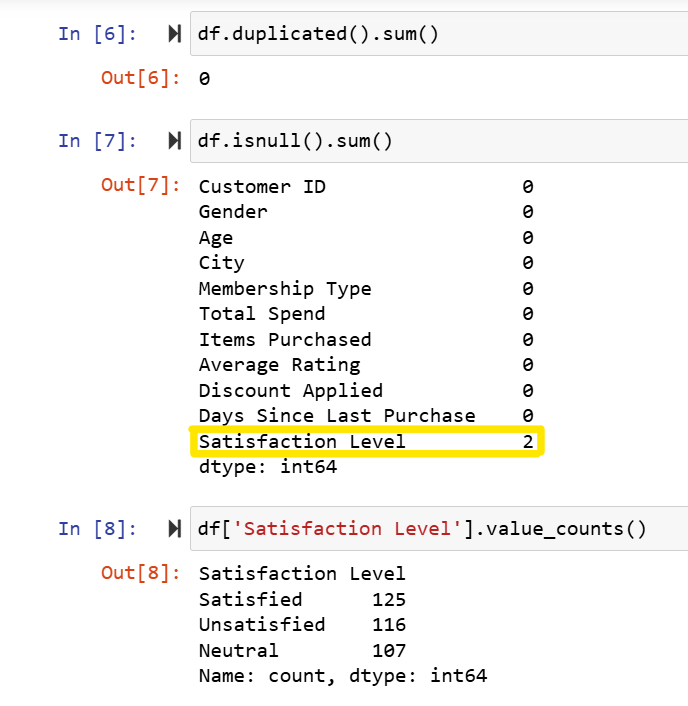 In [6]: df.duplicated().sum()
Out[6]: 0
In [7]: df.isnull().sum()
Out[7]: Customer ID 0
Gender 0
Age 0
City 0
Membership Type 0
Total Spend 0
Items Purchased 0
Average Rating 0
Discount Applied 0
Days Since Last Purchase 0
Satisfaction Level 2
dtype: int64
In [8]: df['Satisfaction Level'].value_counts()
Out[8]: Satisfaction Level
Satisfied 125
Unsatisfied 116
Neutral 107
Name: count, dtype: int64